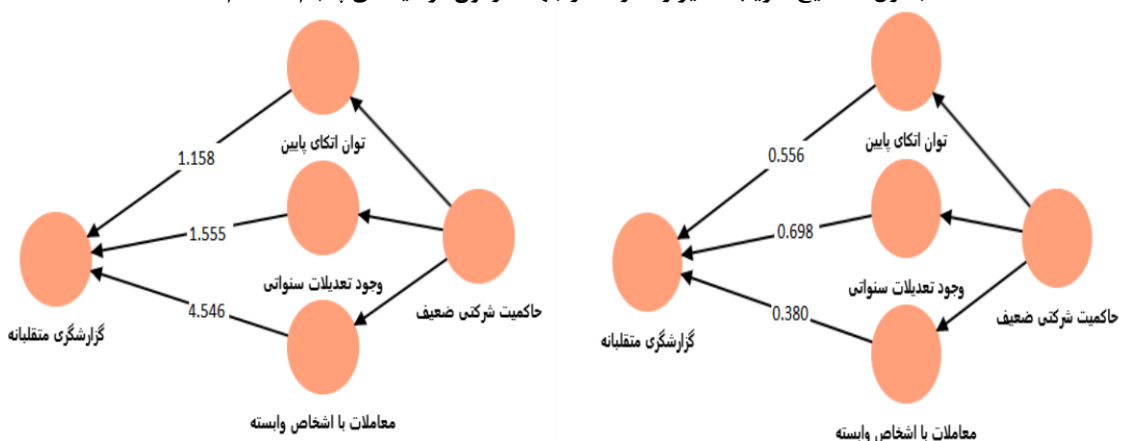 توان اتکای پایین
1.158
1.555
وجود تعدیلات سنواتی
حاکمیت شرکتی ضعیف
4.546
گزارشگری متقلبانه
معاملات با اشخاص وابسته
توان اتکای پایین
0.556
0.698
وجود تعدیلات سنواتی
حاکمیت شرکتی ضعیف
0.380
گزارشگری متقلبانه
معاملات با اشخاص وابسته